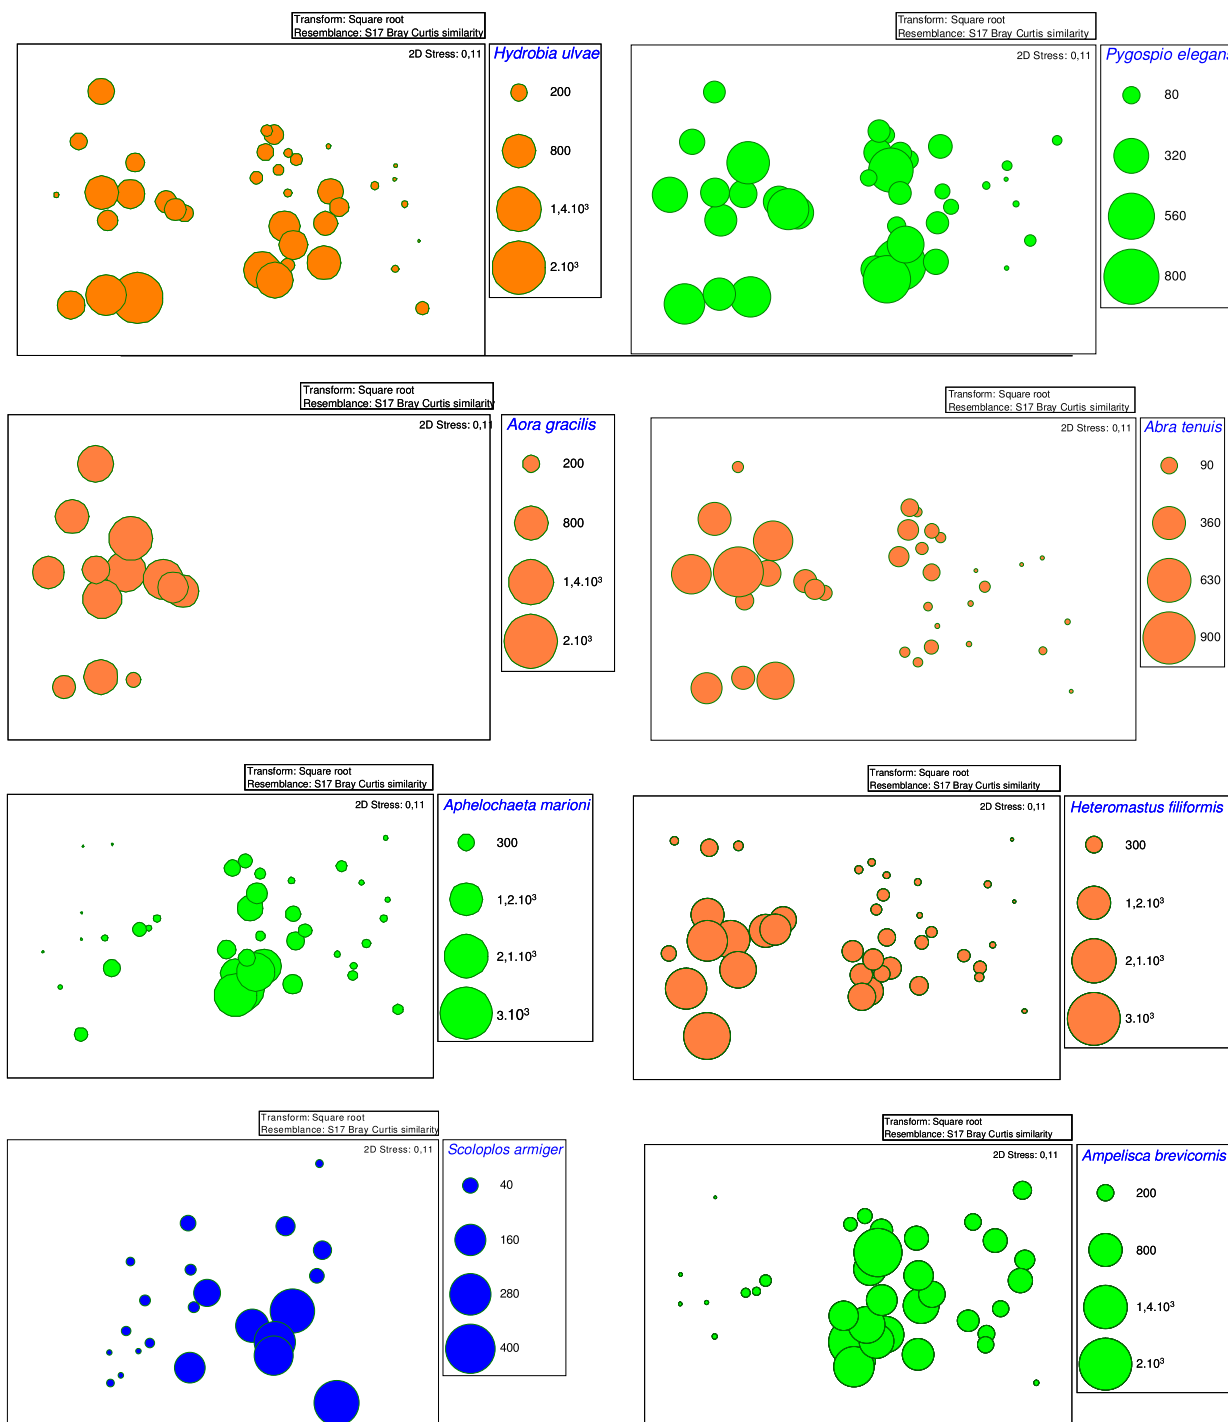 Transform: Square root
Resemblance: S17 Bray Curtis similarity
2D Stress: 0,11
Hydrobia ulvae
200
800
1,4.10³
2.10³
Transform: Square root
Resemblance: S17 Bray Curtis similarity
2D Stress: 0,11
Pygospio elegans
80
320
560
800
Transform: Square root
Resemblance: S17 Bray Curtis similarity
2D Stress: 0,11
Aora gracilis
200
800
1,4.10³
2.10³
Transform: Square root
Resemblance: S17 Bray Curtis similarity
2D Stress: 0,11
Abra tenuis
90
360
630
900
Transform: Square root
Resemblance: S17 Bray Curtis similarity
2D Stress: 0,11
Aphelochaeta marioni
300
1,2.10³
2,1.10³
3.10³
Transform: Square root
Resemblance: S17 Bray Curtis similarity
2D Stress: 0,11
Heteromastus filiformis
300
1,2.10³
2,1.10³
3.10³
Transform: Square root
Resemblance: S17 Bray Curtis similarity
2D Stress: 0,11
Scoloplos armiger
40
160
280
400
Transform: Square root
Resemblance: S17 Bray Curtis similarity
2D Stress: 0,11
Ampelisca brevicornis
200
800
1,4.10³
2.10³